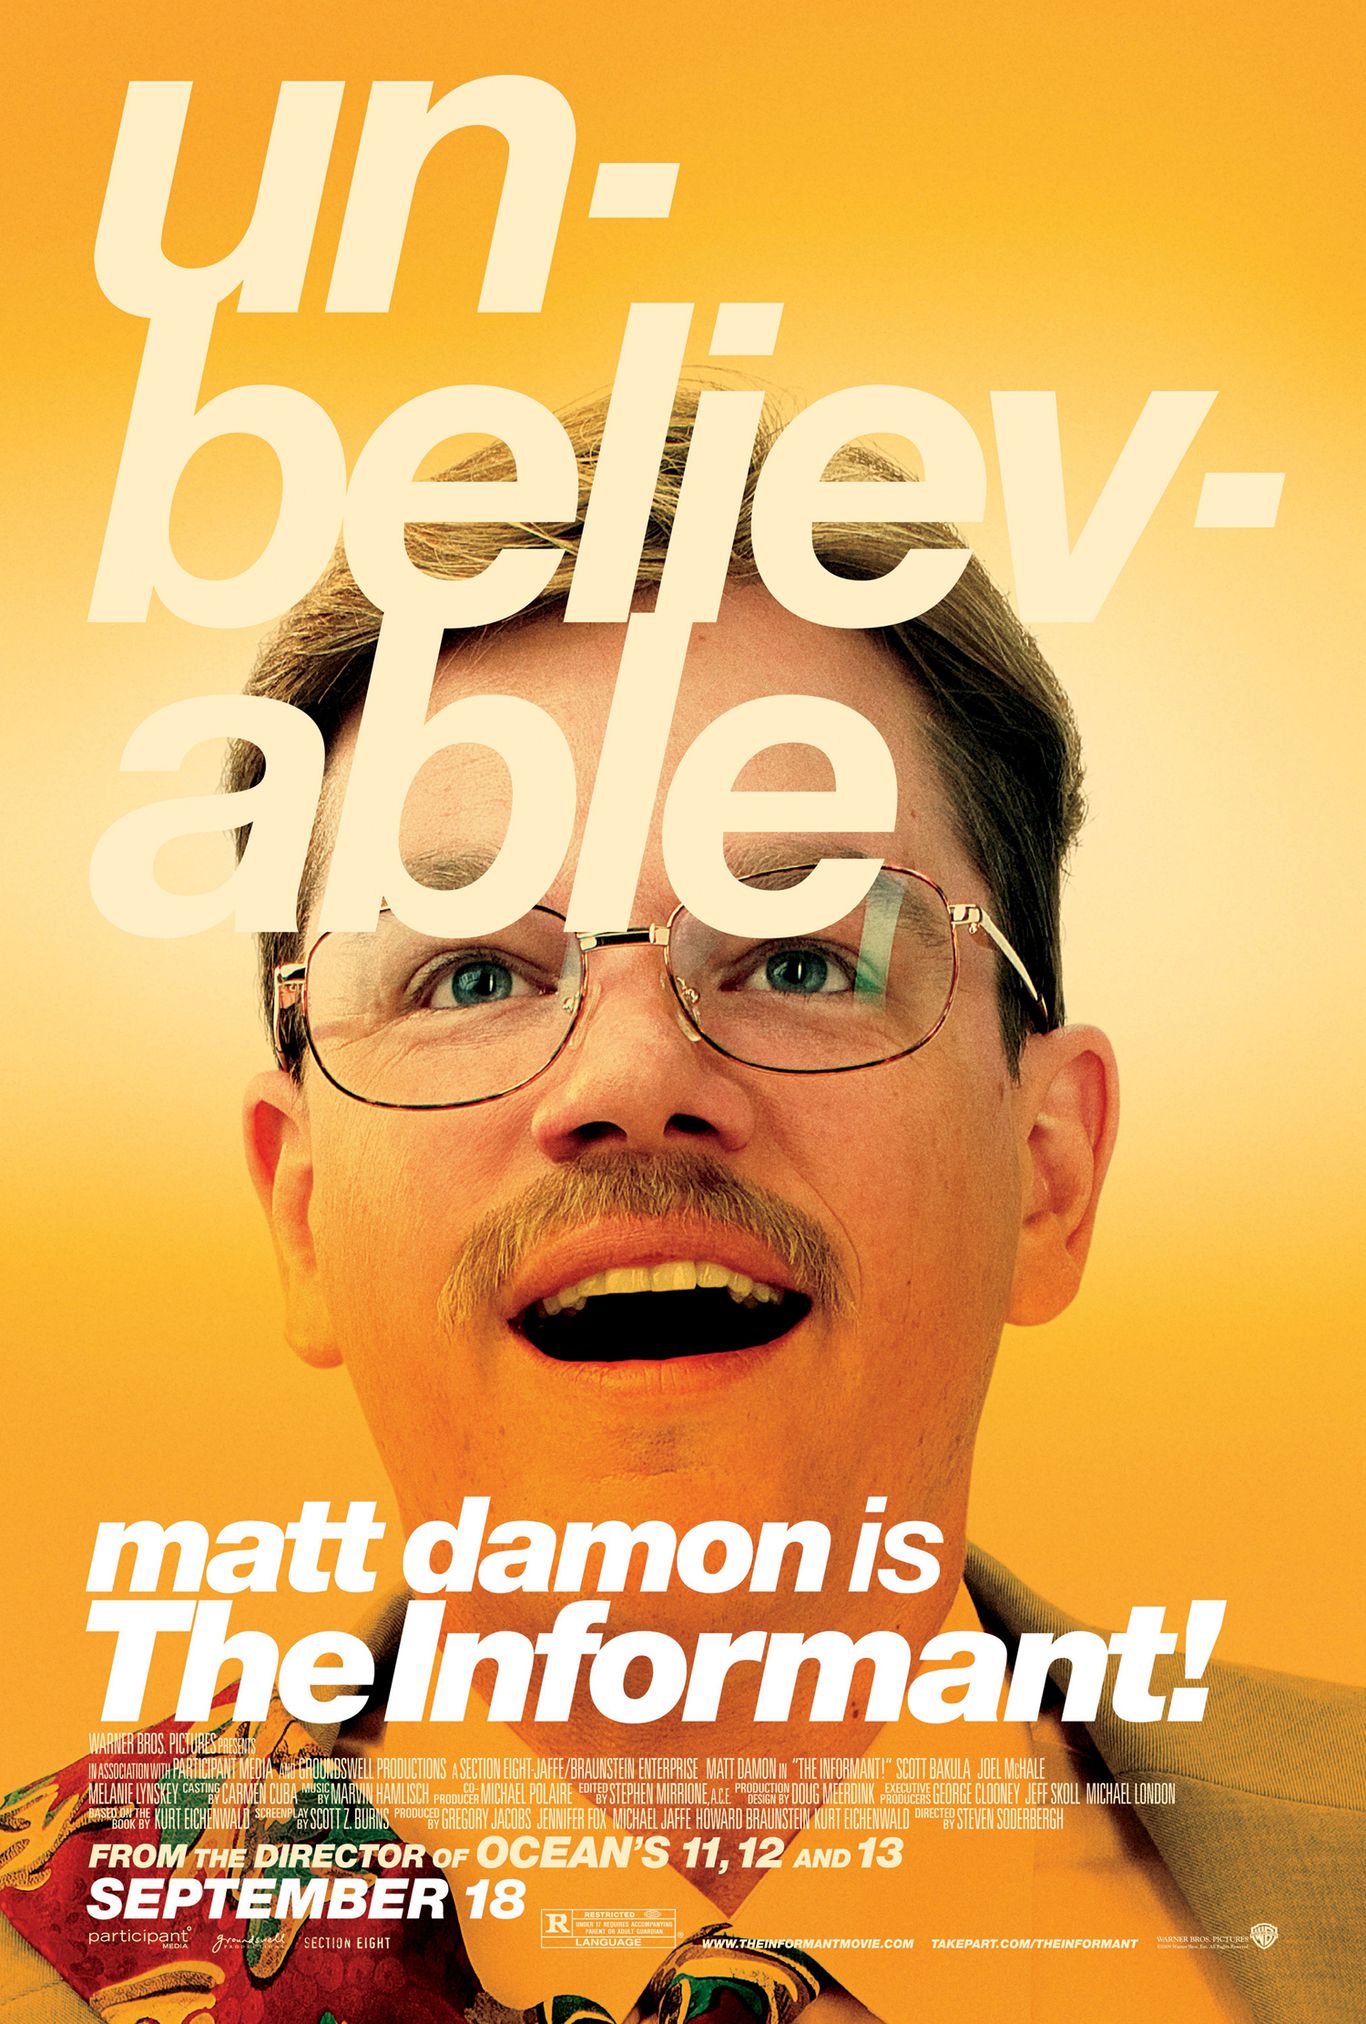 un-
believ-
able
matt damon is
The Informant!
WARNER BROS. PICTURES PRESENTS
IN ASSOCIATION WITH PARTICIPANT MEDIA AND GROUNDSWELL PRODUCTIONS A SECTION EIGHT-JAFFE/BRAUNSTEIN ENTERPRISE MATT DAMON IN "THE INFORMANT!" SCOTT BAKULA JOEL McHALE
MELANIE LYNSKEY CASTING BY CARMEN CUBA MUSIC BY MARVIN HAMLISCH CO-PRODUCER MICHAEL POLAIRE EDITED BY STEPHEN MIRRIONE, A.C.E. PRODUCTION DESIGN BY DOUG MEERDINK EXECUTIVE PRODUCERS GEORGE CLOONEY JEFF SKOLL MICHAEL LONDON
BASED ON THE BOOK BY KURT EICHENWALD SCREENPLAY BY SCOTT Z. BURNS PRODUCED BY GREGORY JACOBS JENNIFER FOX MICHAEL JAFFE HOWARD BRAUNSTEIN KURT EICHENWALD DIRECTED BY STEVEN SODERBERGH
FROM THE DIRECTOR OF OCEAN'S 11, 12 AND 13
SEPTEMBER 18
participant MEDIA
groundswell PRODUCTIONS
SECTION EIGHT
R RESTRICTED
UNDER 17 REQUIRES ACCOMPANYING
PARENT OR ADULT GUARDIAN
LANGUAGE
WWW.THEINFORMANTMOVIE.COM TAKEPART.COM/THEINFORMANT
WARNER BROS. PICTURES
WB